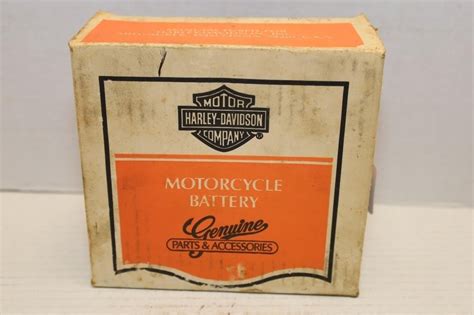 MOTOR
HARLEY-DAVIDSON
COMPANY®
MOTORCYCLE
BATTERY
Genuine
PARTS & ACCESSORIES